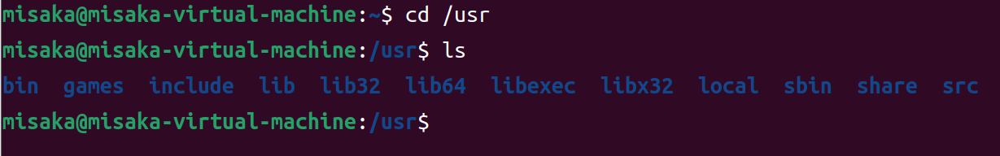 misaka@misaka-virtual-machine:~$ cd /usr
misaka@misaka-virtual-machine:/usr$ ls
bin  games  include  lib  lib32  lib64  libexec  libx32  local  sbin  share  src
misaka@misaka-virtual-machine:/usr$